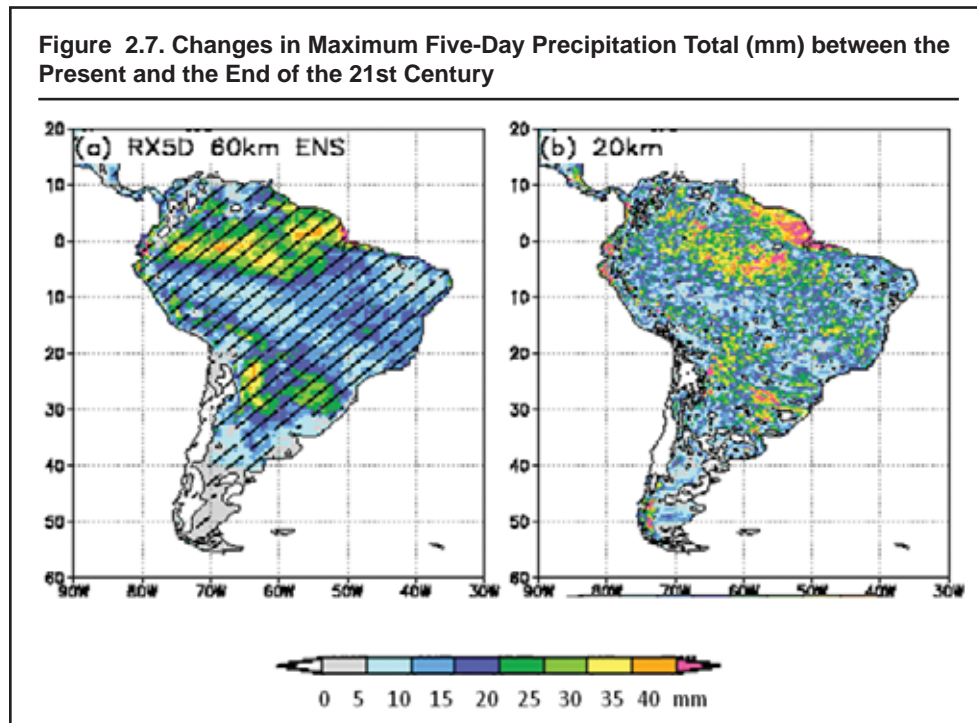 Figure 2.7. Changes in Maximum Five-Day Precipitation Total (mm) between the
Present and the End of the 21st Century
(a) RX5D 60km ENS
(b) 20km
20
10
0
10
20
30
40
50
60
90W 80W 70W 60W 50W 40W 30W
20
10
0
10
20
30
40
50
60
90W 80W 70W 60W 50W 40W 30W
0 5 10 15 20 25 30 35 40 mm